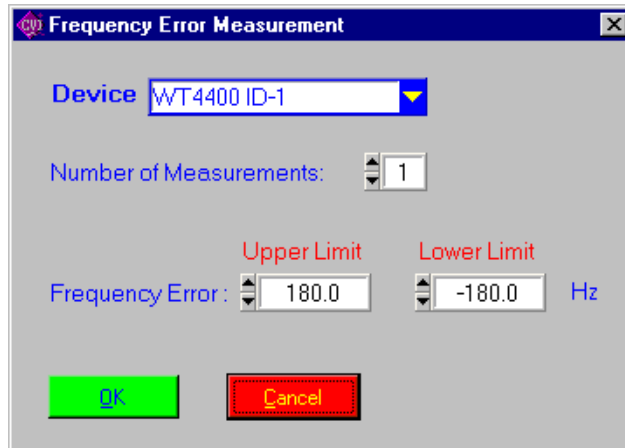 CVI Frequency Error Measurement
Device WT4400 ID-1
Number of Measurements: 1
Upper Limit Lower Limit
Frequency Error : 180.0 -180.0 Hz
OK Cancel